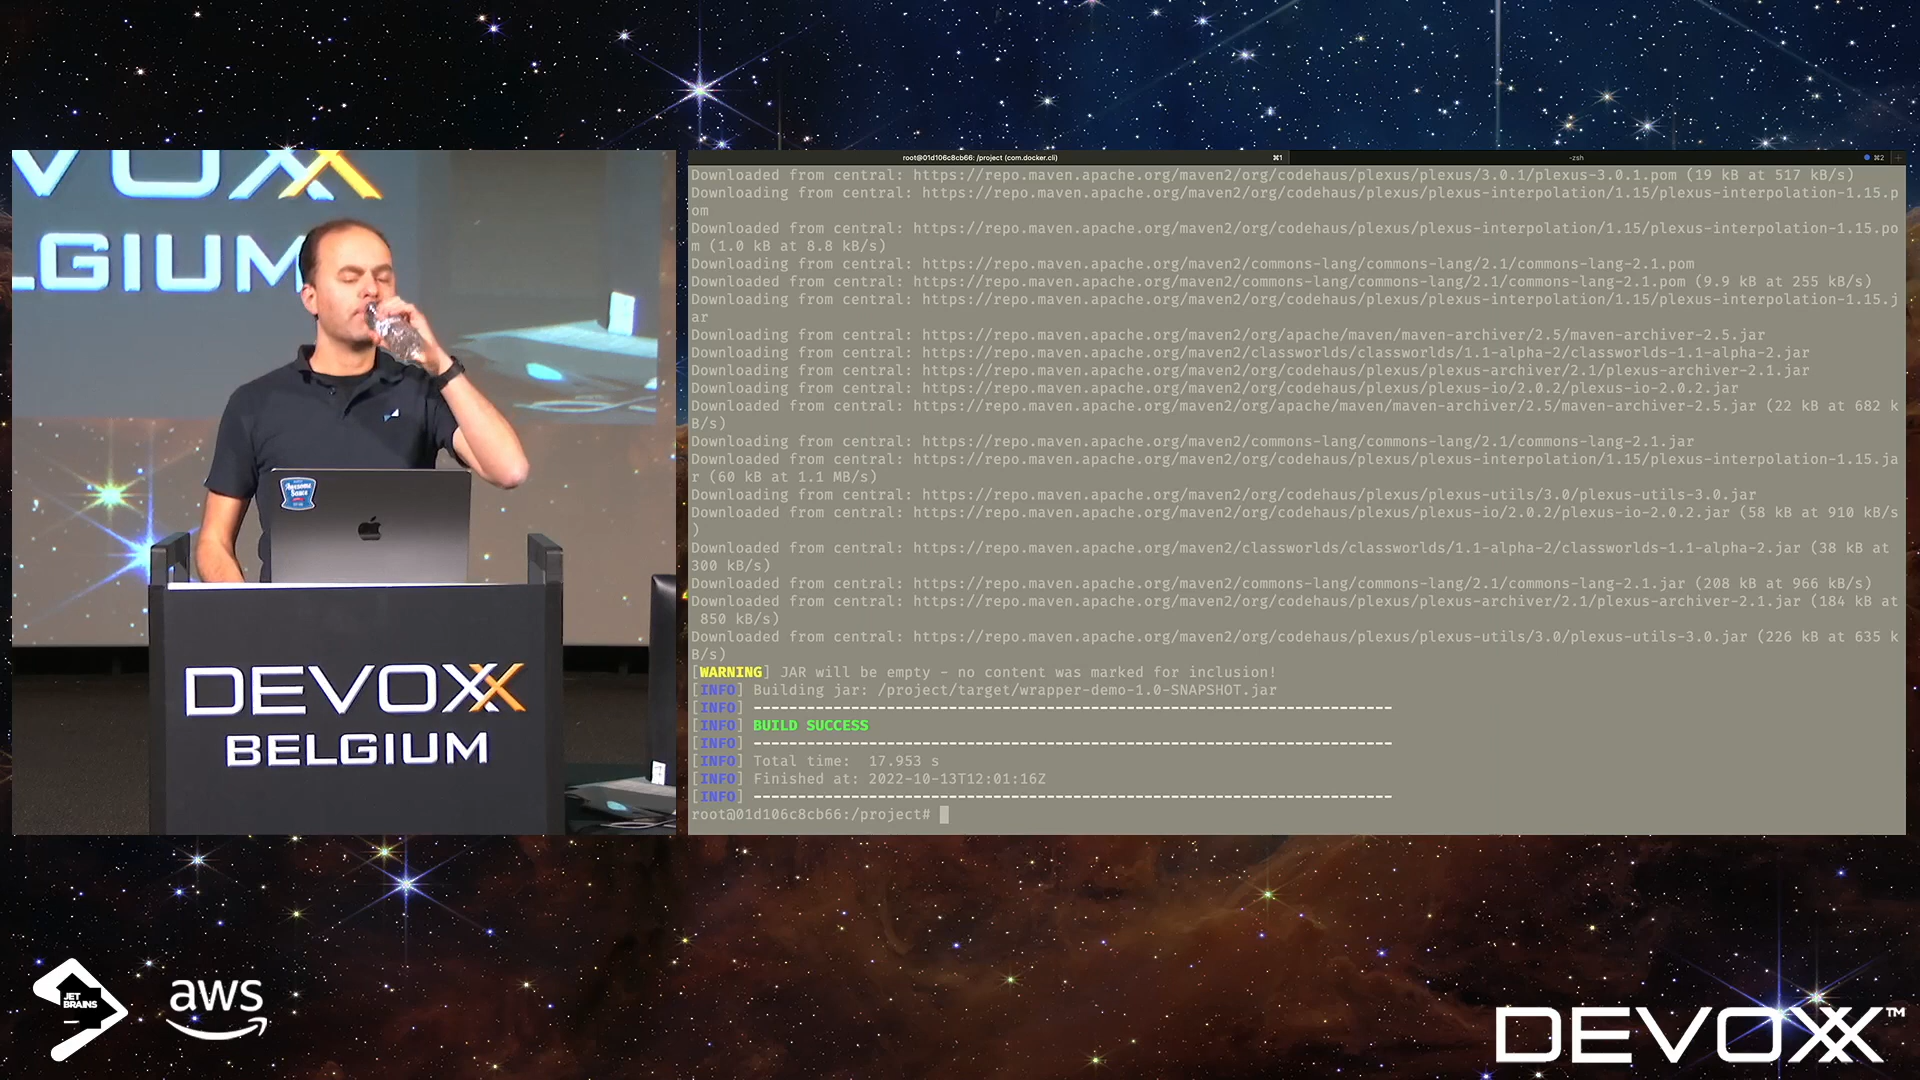 DEVOXX
BELGIUM
Awesome
Sauce
DEVOXX
BELGIUM
root@01d106c8cb66: /project (com.docker.cli)
⌘1
-zsh
⌘2
Downloaded from central: https://repo.maven.apache.org/maven2/org/codehaus/plexus/plexus/3.0.1/plexus-3.0.1.pom (19 kB at 517 kB/s)
Downloading from central: https://repo.maven.apache.org/maven2/org/codehaus/plexus/plexus-interpolation/1.15/plexus-interpolation-1.15.p
om
Downloaded from central: https://repo.maven.apache.org/maven2/org/codehaus/plexus/plexus-interpolation/1.15/plexus-interpolation-1.15.po
m (1.0 kB at 8.8 kB/s)
Downloading from central: https://repo.maven.apache.org/maven2/commons-lang/commons-lang/2.1/commons-lang-2.1.pom
Downloaded from central: https://repo.maven.apache.org/maven2/commons-lang/commons-lang/2.1/commons-lang-2.1.pom (9.9 kB at 255 kB/s)
Downloading from central: https://repo.maven.apache.org/maven2/org/codehaus/plexus/plexus-interpolation/1.15/plexus-interpolation-1.15.j
ar
Downloading from central: https://repo.maven.apache.org/maven2/org/apache/maven/maven-archiver/2.5/maven-archiver-2.5.jar
Downloading from central: https://repo.maven.apache.org/maven2/classworlds/classworlds/1.1-alpha-2/classworlds-1.1-alpha-2.jar
Downloading from central: https://repo.maven.apache.org/maven2/org/codehaus/plexus/plexus-archiver/2.1/plexus-archiver-2.1.jar
Downloading from central: https://repo.maven.apache.org/maven2/org/codehaus/plexus/plexus-io/2.0.2/plexus-io-2.0.2.jar
Downloaded from central: https://repo.maven.apache.org/maven2/org/apache/maven/maven-archiver/2.5/maven-archiver-2.5.jar (22 kB at 682 k
B/s)
Downloading from central: https://repo.maven.apache.org/maven2/commons-lang/commons-lang/2.1/commons-lang-2.1.jar
Downloaded from central: https://repo.maven.apache.org/maven2/org/codehaus/plexus/plexus-interpolation/1.15/plexus-interpolation-1.15.ja
r (60 kB at 1.1 MB/s)
Downloading from central: https://repo.maven.apache.org/maven2/org/codehaus/plexus/plexus-utils/3.0/plexus-utils-3.0.jar
Downloaded from central: https://repo.maven.apache.org/maven2/org/codehaus/plexus/plexus-io/2.0.2/plexus-io-2.0.2.jar (58 kB at 910 kB/s
)
Downloaded from central: https://repo.maven.apache.org/maven2/classworlds/classworlds/1.1-alpha-2/classworlds-1.1-alpha-2.jar (38 kB at
300 kB/s)
Downloaded from central: https://repo.maven.apache.org/maven2/commons-lang/commons-lang/2.1/commons-lang-2.1.jar (208 kB at 966 kB/s)
Downloaded from central: https://repo.maven.apache.org/maven2/org/codehaus/plexus/plexus-archiver/2.1/plexus-archiver-2.1.jar (184 kB at
850 kB/s)
Downloaded from central: https://repo.maven.apache.org/maven2/org/codehaus/plexus/plexus-utils/3.0/plexus-utils-3.0.jar (226 kB at 635 k
B/s)
[WARNING] JAR will be empty - no content was marked for inclusion!
[INFO] Building jar: /project/target/wrapper-demo-1.0-SNAPSHOT.jar
[INFO] ------------------------------------------------------------------------
[INFO] BUILD SUCCESS
[INFO] ------------------------------------------------------------------------
[INFO] Total time:  17.953 s
[INFO] Finished at: 2022-10-13T12:01:16Z
[INFO] ------------------------------------------------------------------------
root@01d106c8cb66:/project#
JET
BRAINS
aws
DEVOXX™